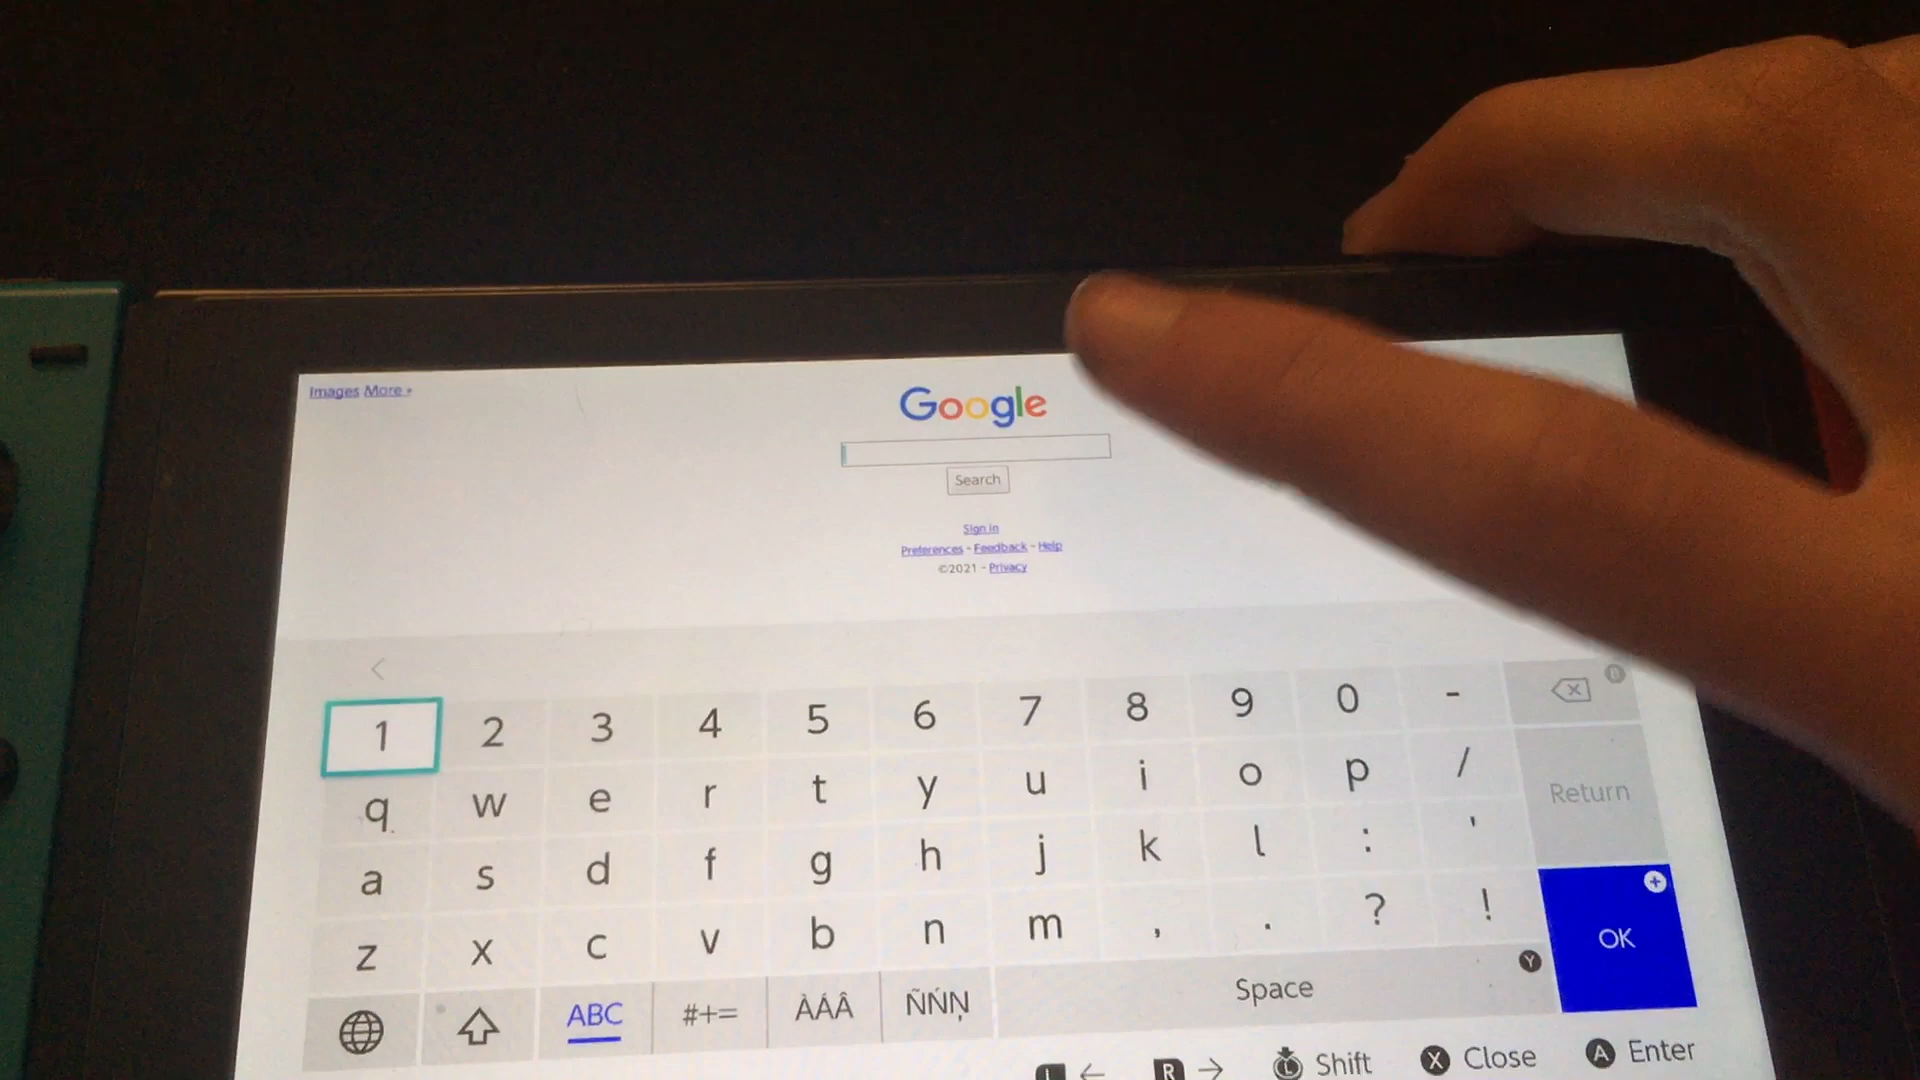 Images More »
Google
Search
Sign in
Preferences - Feedback - Help
©2021 - Privacy
1 2 3 4 5 6 7 8 9 0 -
q w e r t y u i o p /
Return
a s d f g h j k l : '
z x c v b n m , . ? !
OK
ABC #+= ÀÁÂ ÑŃŅ Space Y
L ← R → L Shift X Close A Enter